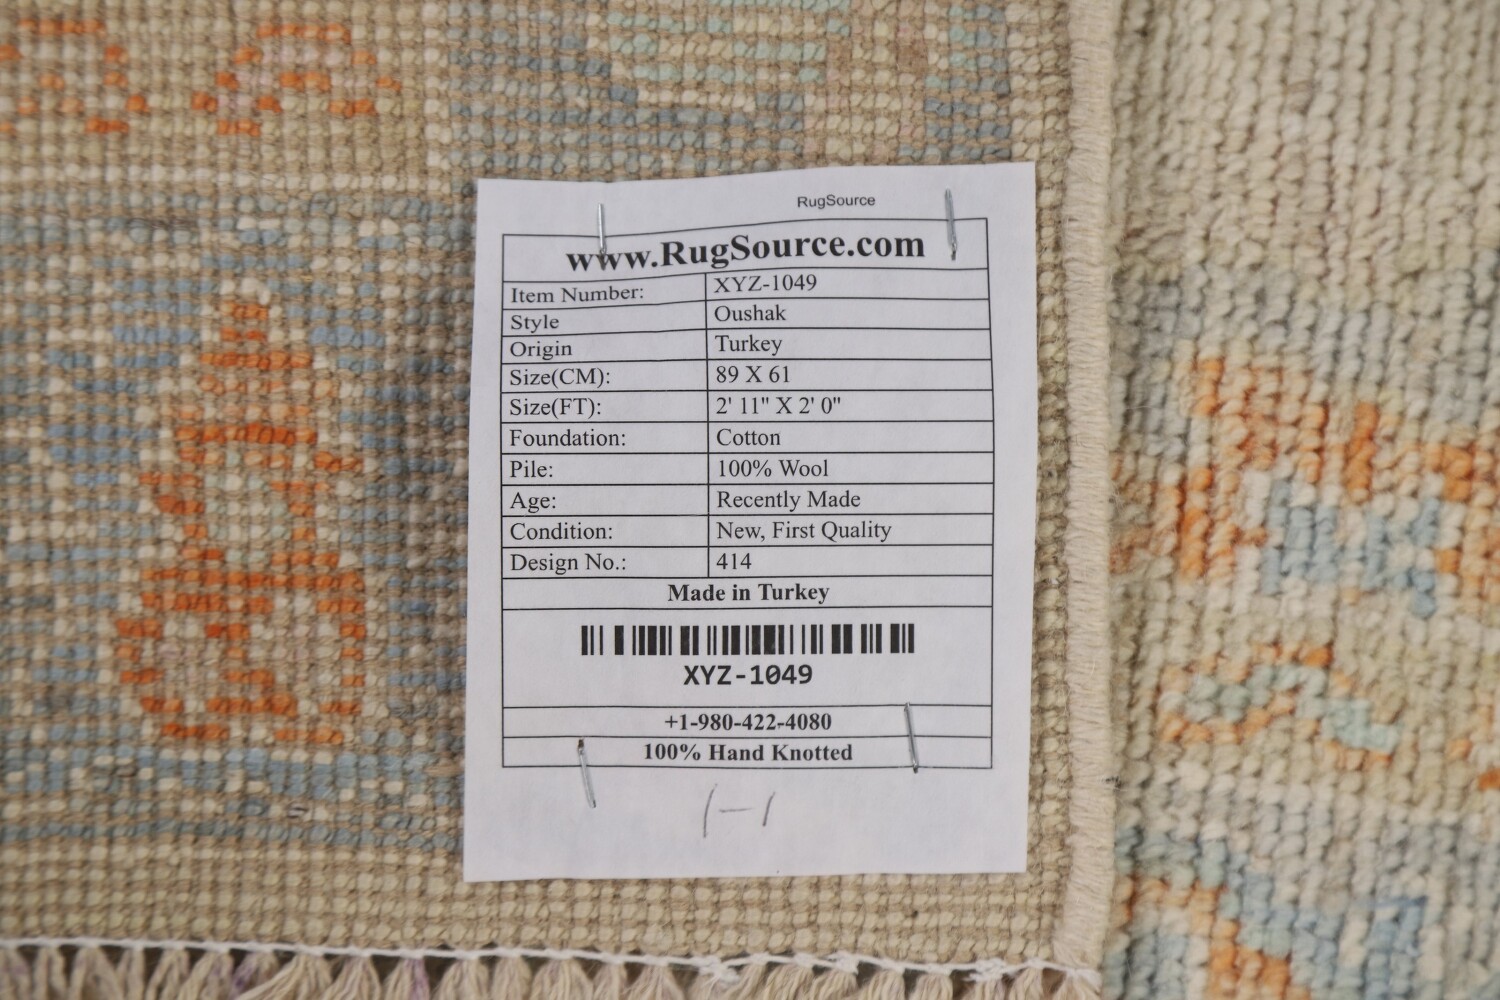 RugSource
www.RugSource.com
Item Number: XYZ-1049
Style Oushak
Origin Turkey
Size(CM): 89 X 61
Size(FT): 2' 11" X 2' 0"
Foundation: Cotton
Pile: 100% Wool
Age: Recently Made
Condition: New, First Quality
Design No.: 414
Made in Turkey
XYZ-1049
+1-980-422-4080
100% Hand Knotted
1-1